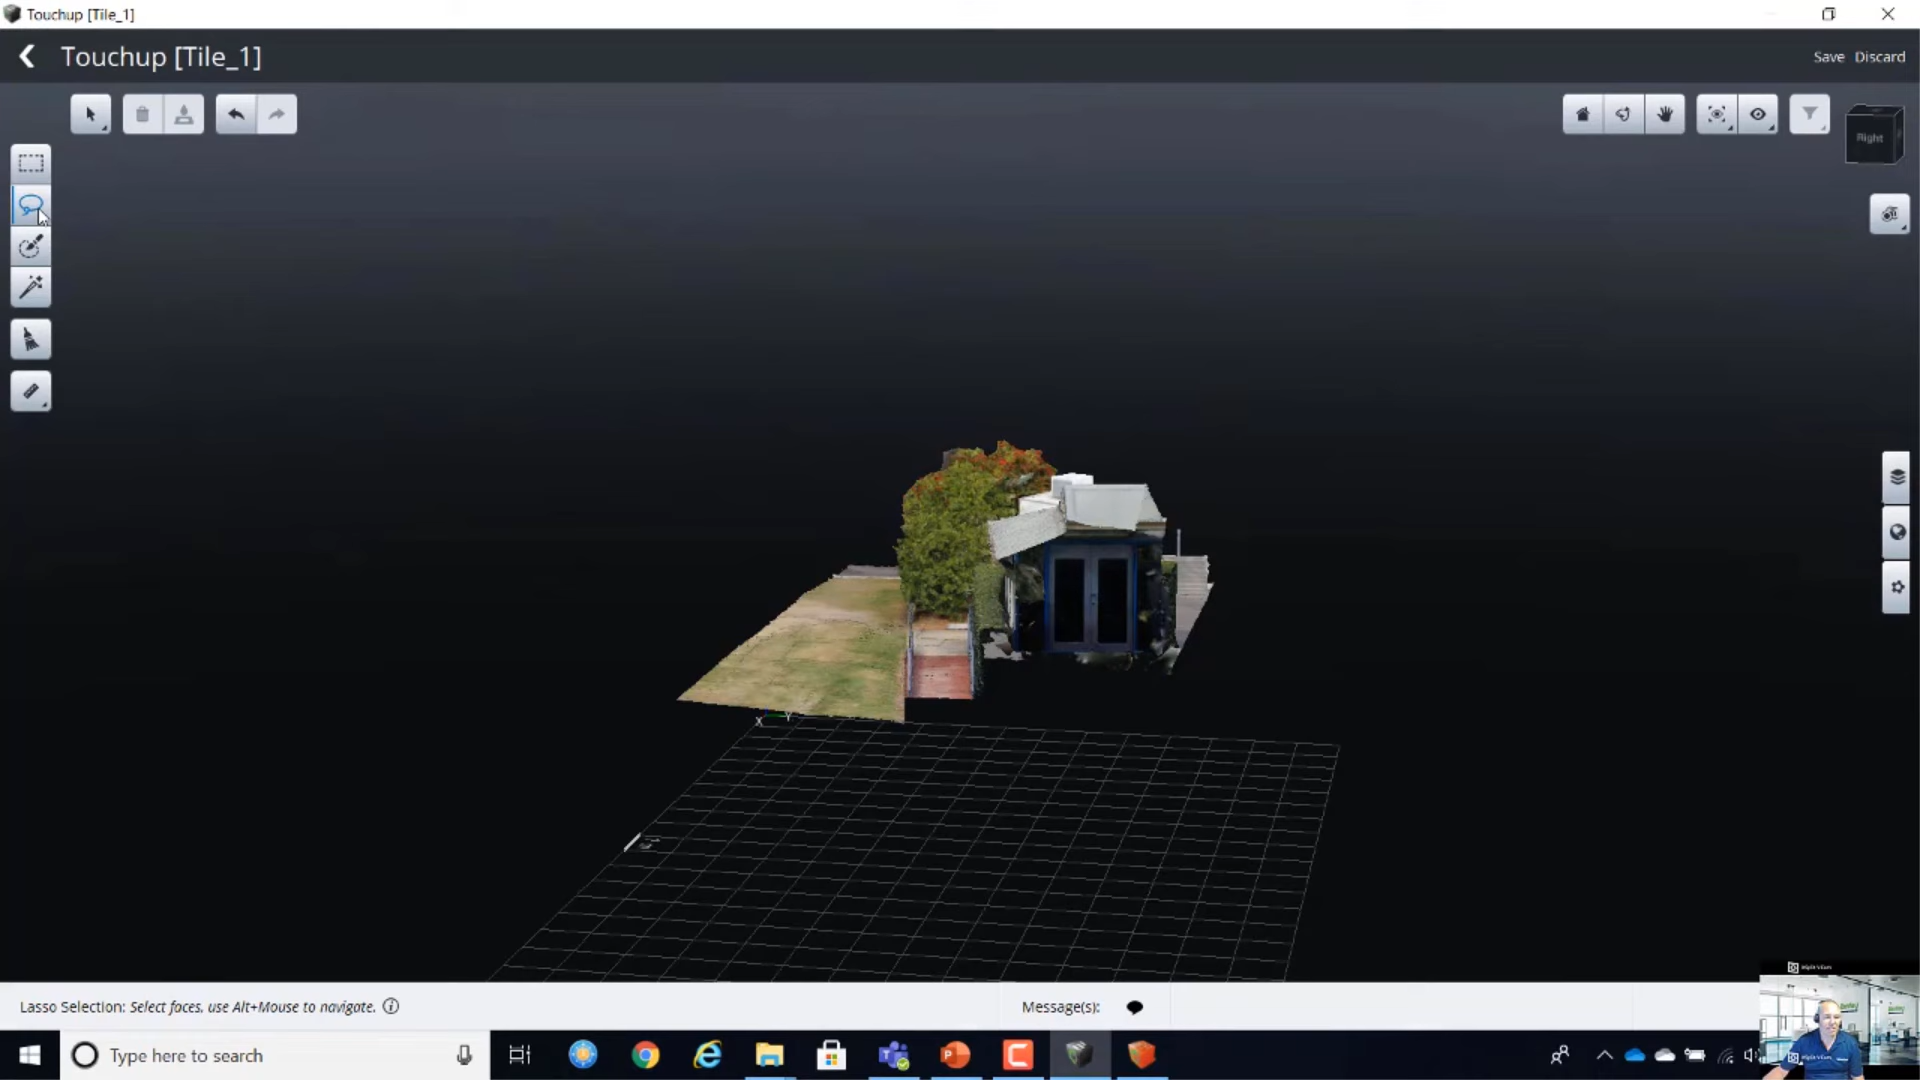 Touchup [Tile_1]
Touchup [Tile_1]
Save Discard
Right
X Y
Lasso Selection: Select faces, use Alt+Mouse to navigate.
Message(s):
Type here to search